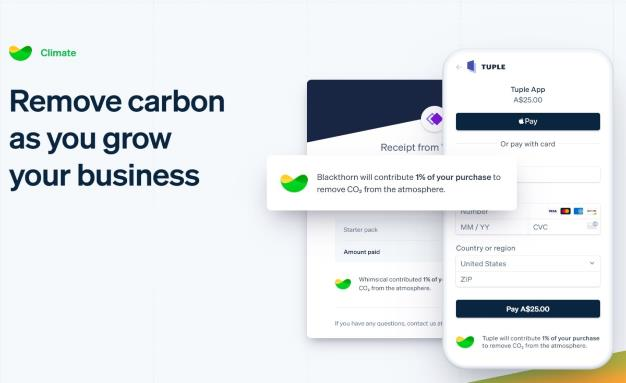 Climate
Remove carbon
as you grow
your business
Receipt from
Blackthorn will contribute 1% of your purchase to
remove CO₂ from the atmosphere.
Starter pack
Amount paid
Whimsical contributed 1% of y
CO₂ from the atmosphere.
If you have any questions, contact us at
TUPLE
Tuple App
A$25.00
Pay
Or pay with card
Number
VISA
MM / YY
CVC
Country or region
United States
ZIP
Pay A$25.00
Tuple will contribute 1% of your purchase
to remove CO₂ from the atmosphere.